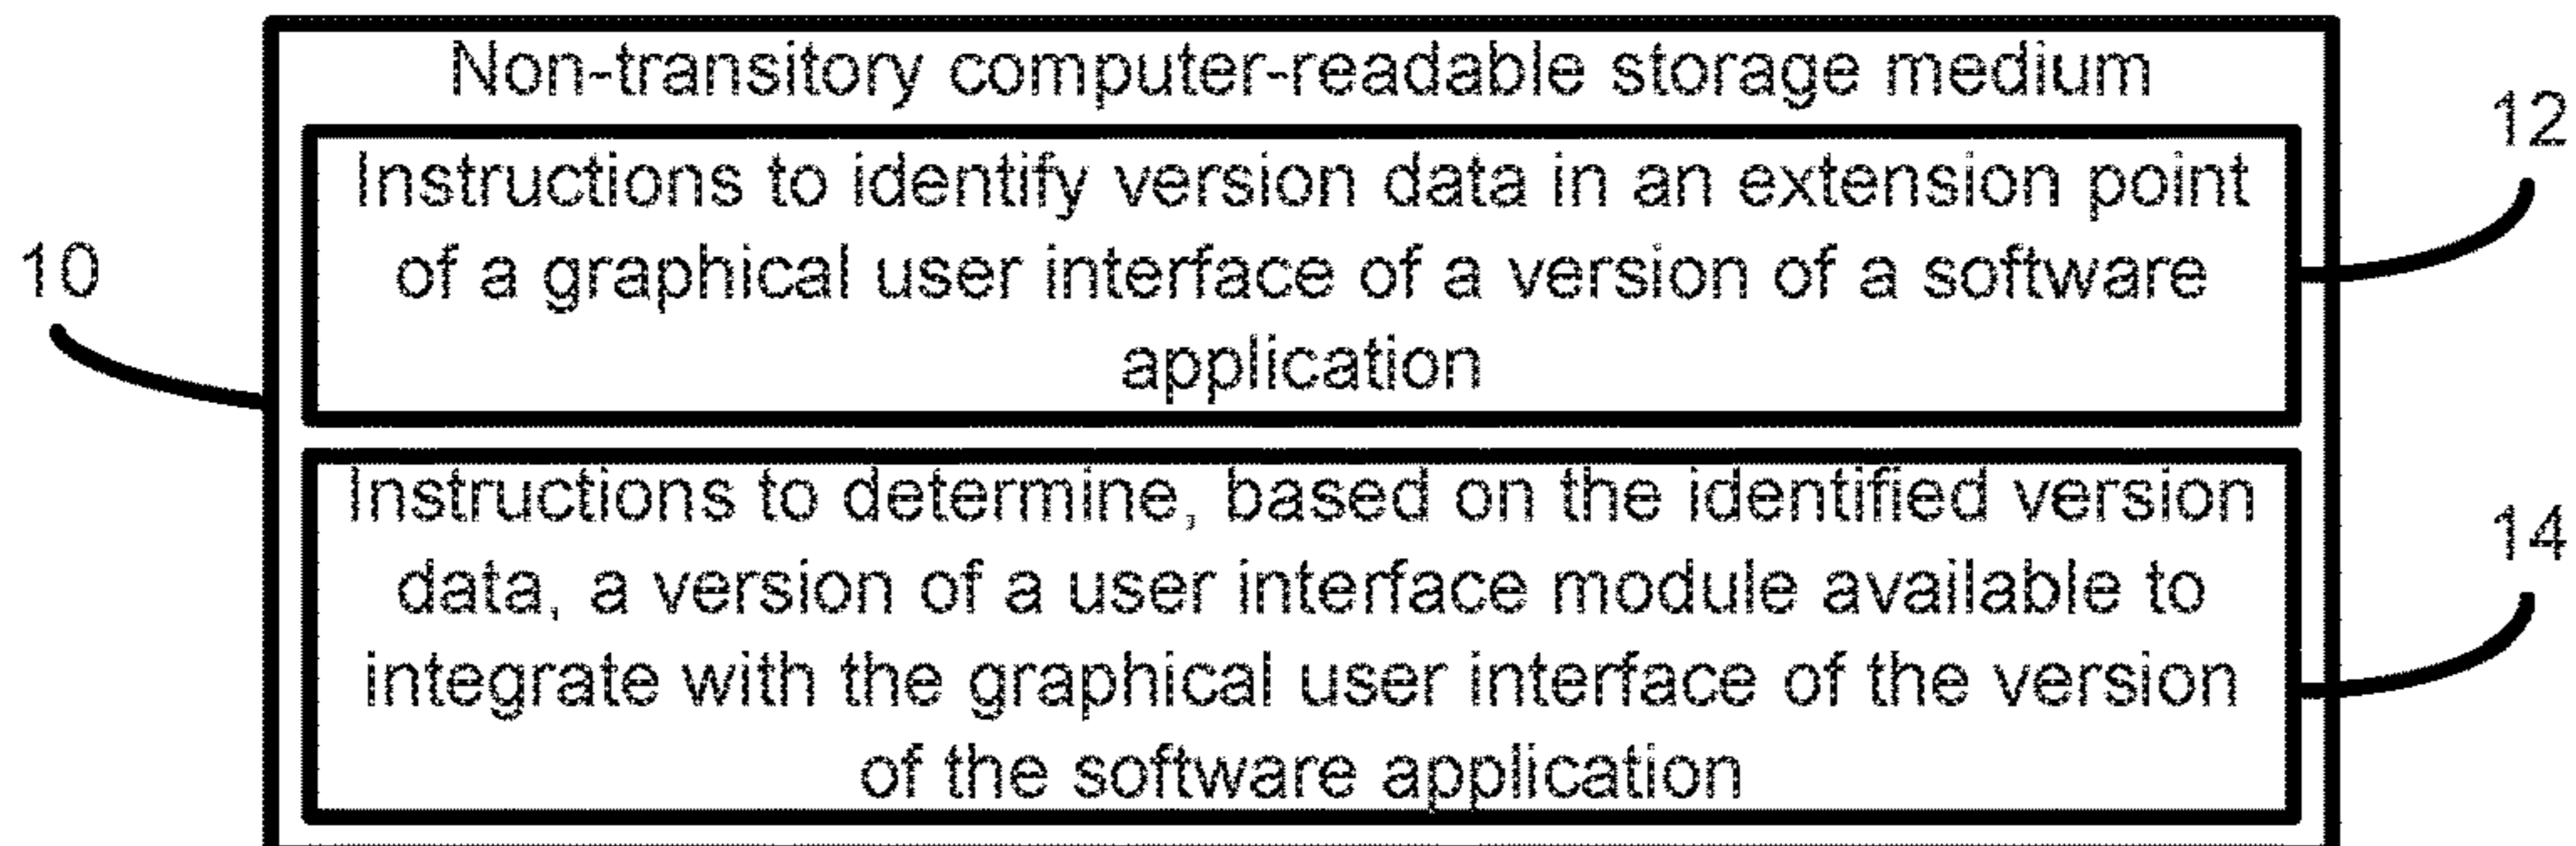 Non-transitory computer-readable storage medium
12
Instructions to identify version data in an extension point
of a graphical user interface of a version of a software
application
10
Instructions to determine, based on the identified version
data, a version of a user interface module available to
integrate with the graphical user interface of the version
of the software application
14